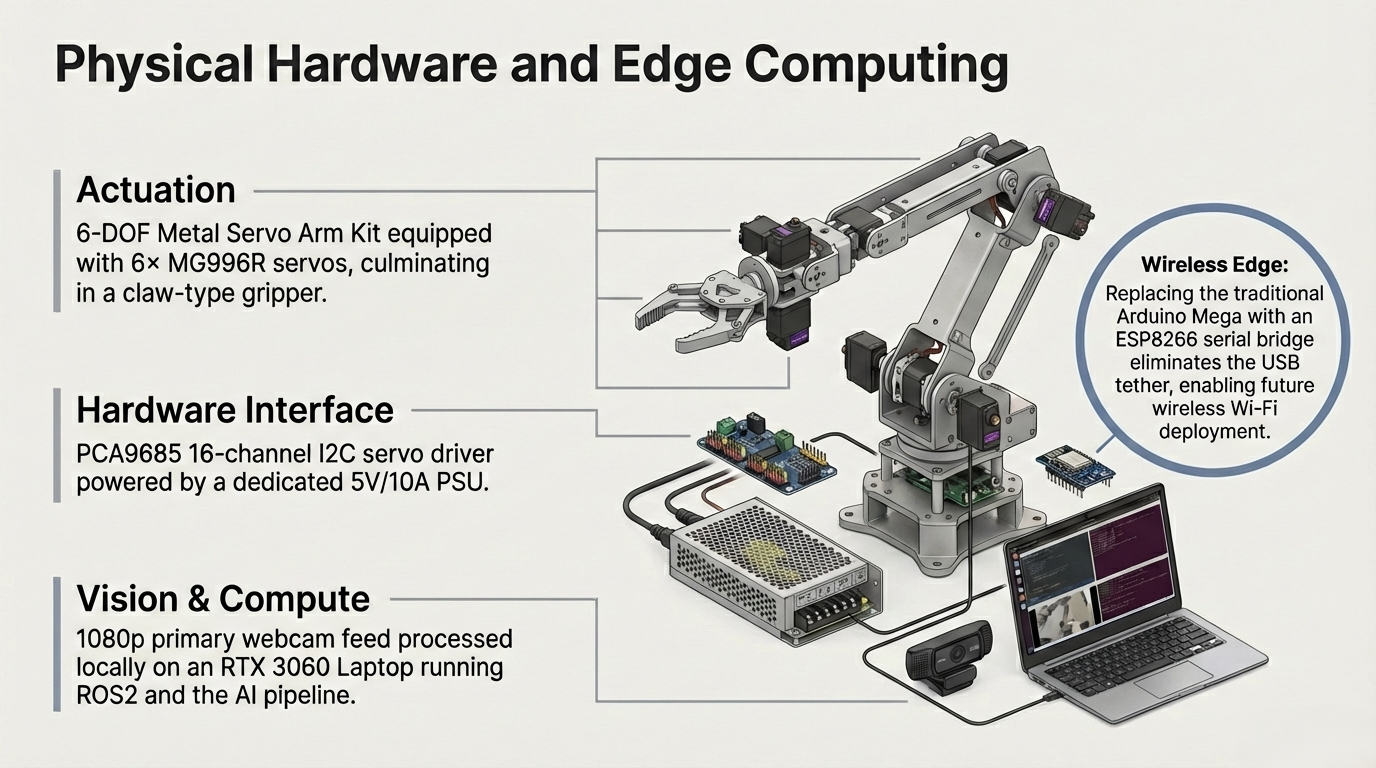 Physical Hardware and Edge Computing
Actuation
6-DOF Metal Servo Arm Kit equipped
with 6× MG996R servos, culminating
in a claw-type gripper.
Hardware Interface
PCA9685 16-channel I2C servo driver
powered by a dedicated 5V/10A PSU.
Vision & Compute
1080p primary webcam feed processed
locally on an RTX 3060 Laptop running
ROS2 and the AI pipeline.
Wireless Edge:
Replacing the traditional
Arduino Mega with an
ESP8266 serial bridge
eliminates the USB
tether, enabling future
wireless Wi-Fi
deployment.